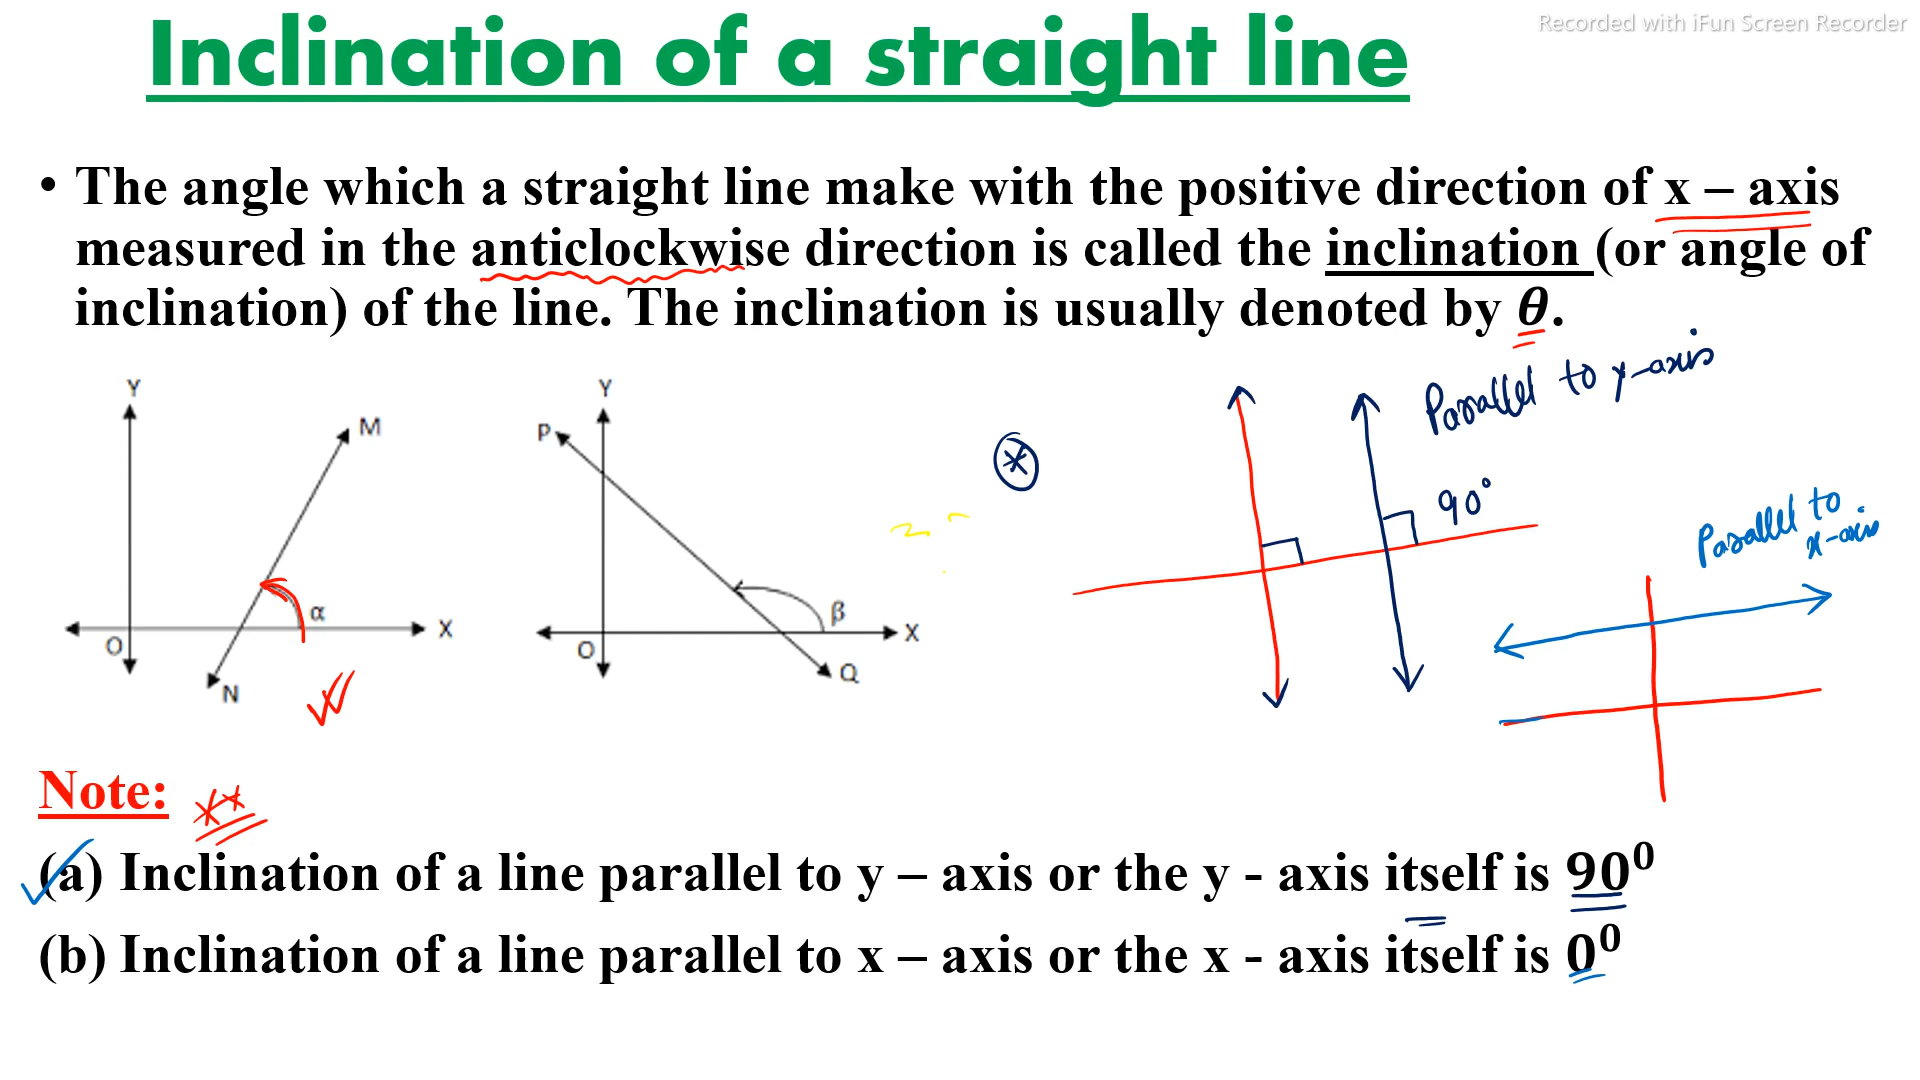 Recorded with iFun Screen Recorder
Inclination of a straight line
• The angle which a straight line make with the positive direction of x – axis
measured in the anticlockwise direction is called the inclination (or angle of
inclination) of the line. The inclination is usually denoted by θ.
Y
M
α
X
O
N
Y
P
β
X
O
Q
*
Parallel to y-axis
90°
Parallel to
x-axis
Note:
(a) Inclination of a line parallel to y – axis or the y - axis itself is 90⁰
(b) Inclination of a line parallel to x – axis or the x - axis itself is 0⁰